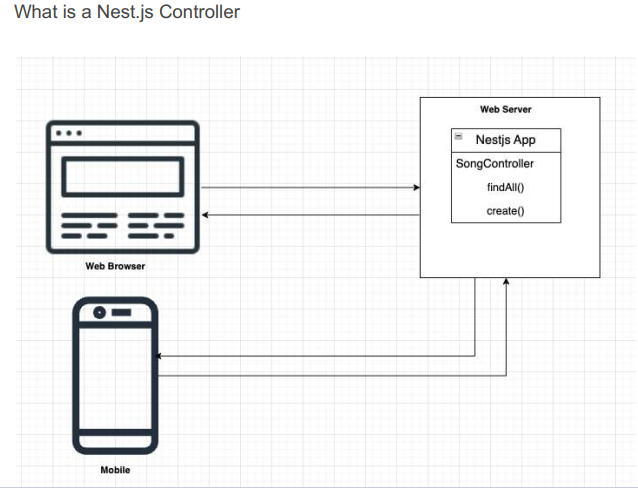 What is a Nest.js Controller
Web Server
Nestjs App
SongController
findAll()
create()
Web Browser
Mobile